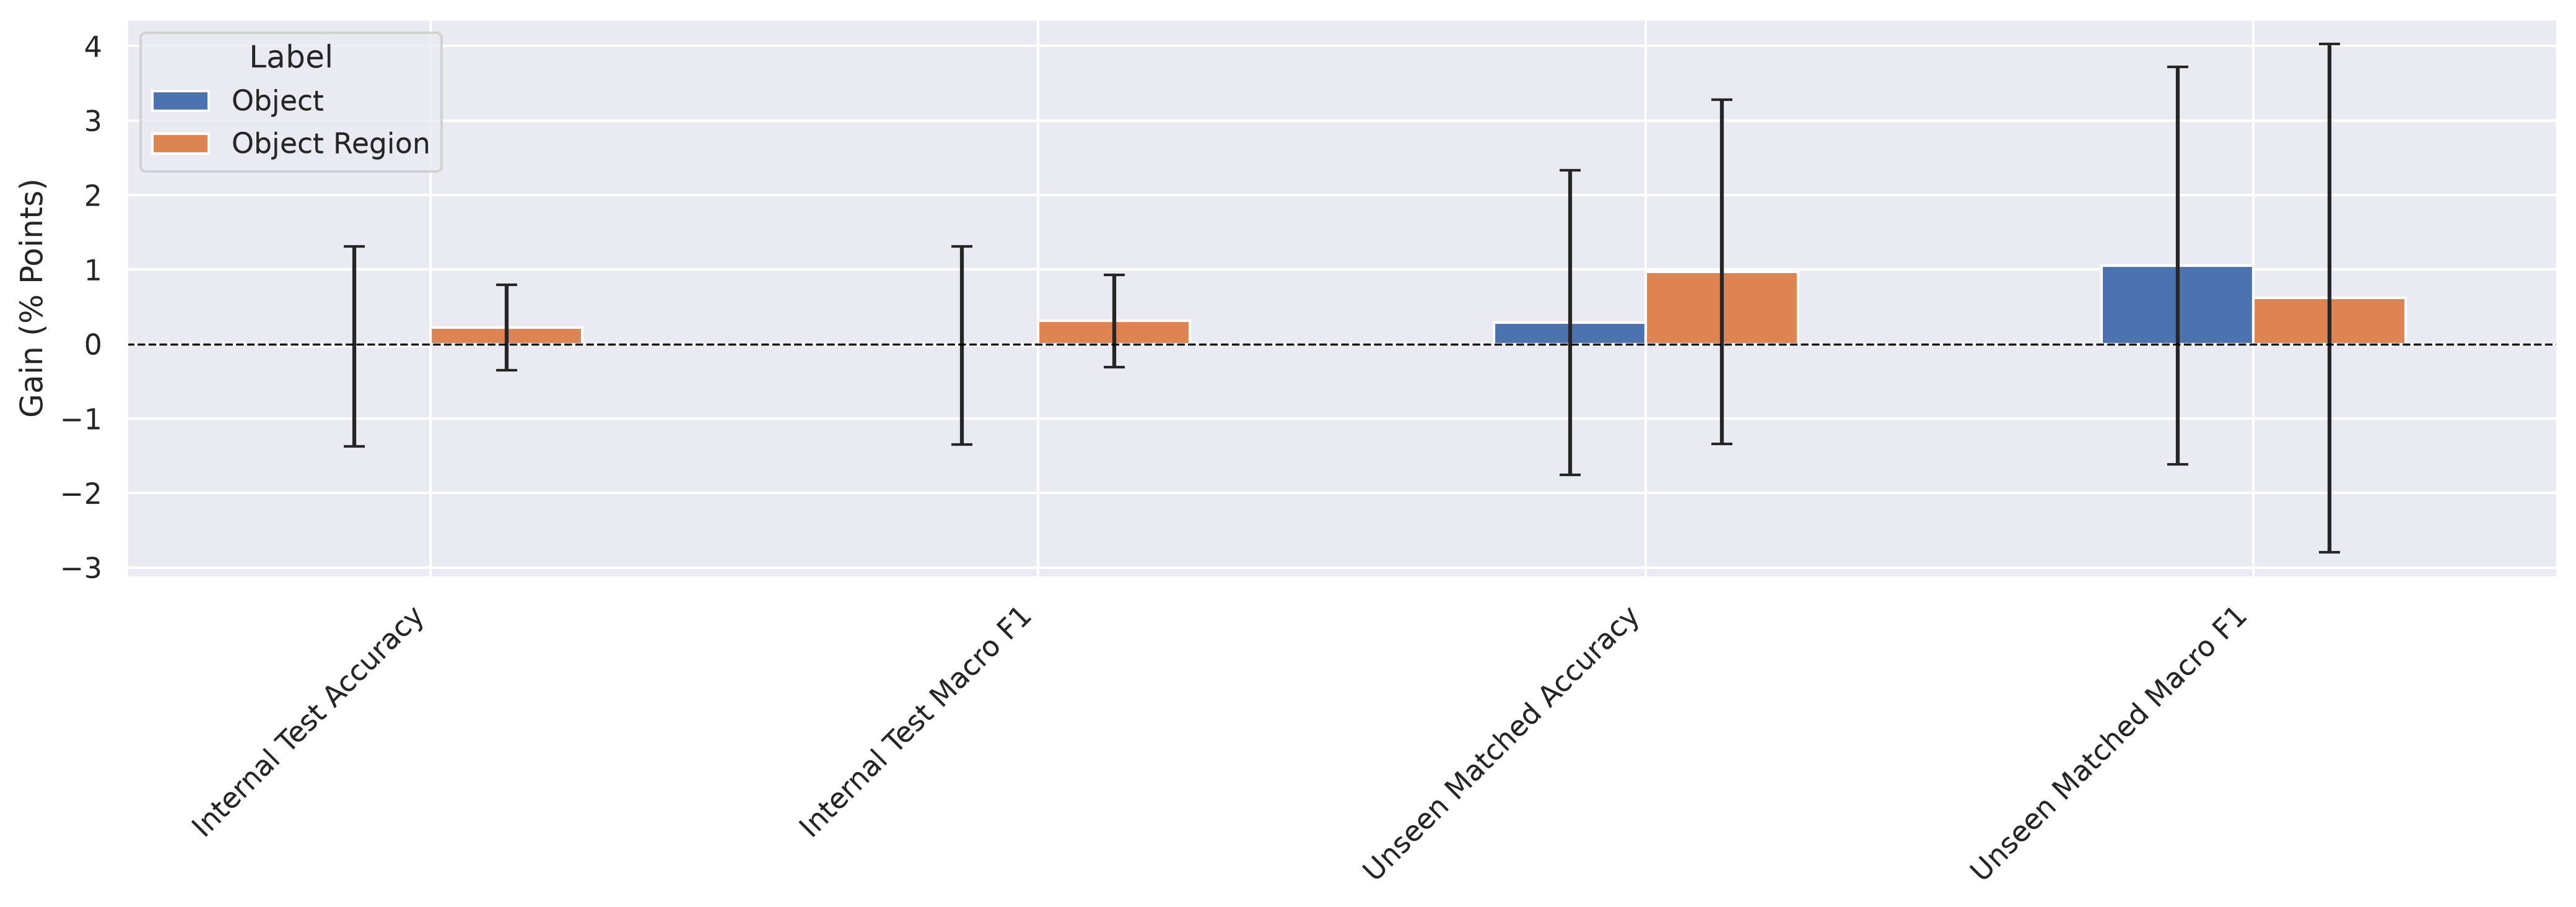 Label
Object
Object Region
Gain (% Points)
4
3
2
1
0
−1
−2
−3
Internal Test Accuracy
Internal Test Macro F1
Unseen Matched Accuracy
Unseen Matched Macro F1